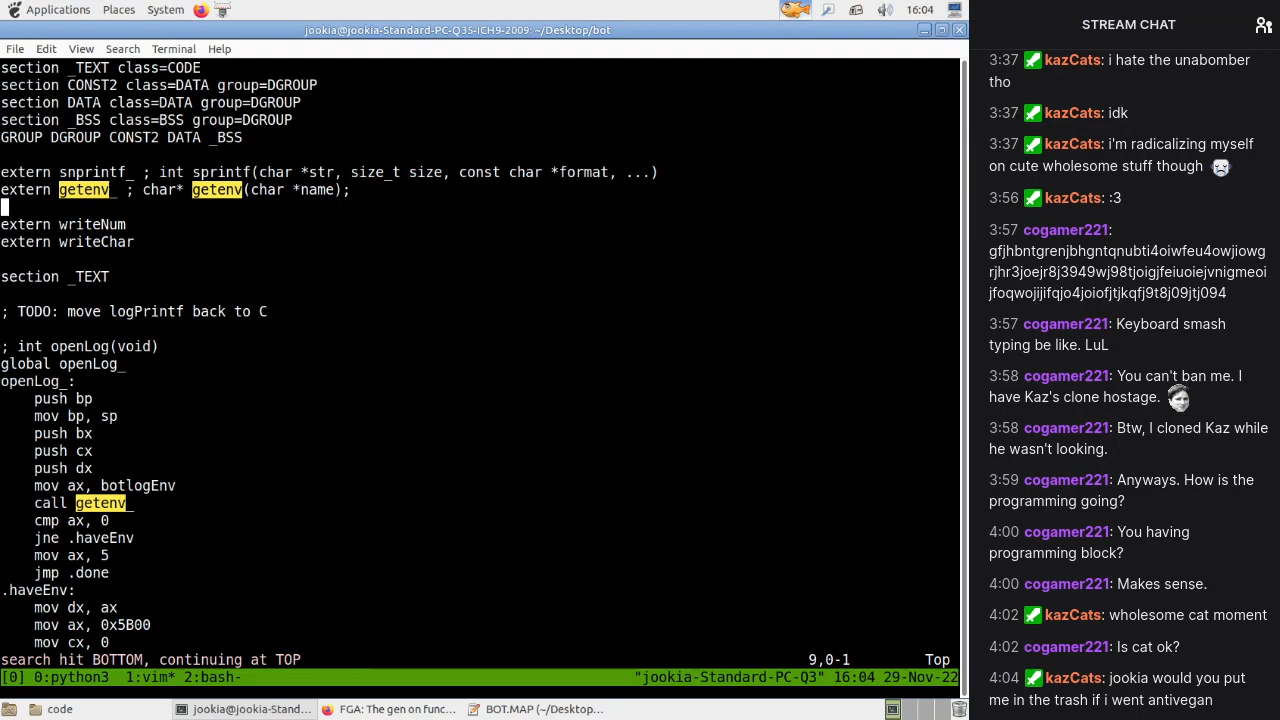 Applications Places System 16:04
jookia@jookia-Standard-PC-Q35-ICH9-2009: ~/Desktop/bot
File Edit View Search Terminal Help
section _TEXT class=CODE
section CONST2 class=DATA group=DGROUP
section DATA class=DATA group=DGROUP
section _BSS class=BSS group=DGROUP
GROUP DGROUP CONST2 DATA _BSS
extern snprintf_ ; int sprintf(char *str, size_t size, const char *format, ...)
extern getenv_ ; char* getenv(char *name);
extern writeNum
extern writeChar
section _TEXT
; TODO: move logPrintf back to C
; int openLog(void)
global openLog_
openLog_:
push bp
mov bp, sp
push bx
push cx
push dx
mov ax, botlogEnv
call getenv_
cmp ax, 0
jne .haveEnv
mov ax, 5
jmp .done
.haveEnv:
mov dx, ax
mov ax, 0x5B00
mov cx, 0
search hit BOTTOM, continuing at TOP 9,0-1 Top
[0] 0:python3 1:vim* 2:bash- "jookia-Standard-PC-Q3" 16:04 29-Nov-22
code jookia@jookia-Stand... FGA: The gen on func... BOT.MAP (~/Desktop...
STREAM CHAT
3:37 kazCats: i hate the unabomber
tho
3:37 kazCats: idk
3:37 kazCats: i'm radicalizing myself
on cute wholesome stuff though
3:56 kazCats: :3
3:57 cogamer221:
gfjhbntgrenjbhgntqnubti4oiwfeu4owjiowg
rjhr3joejr8j3949wj98tjoigjfeiuoiejvnigmeoi
jfoqwojijifqjo4joiofjtjkqfj9t8j09jtj094
3:57 cogamer221: Keyboard smash
typing be like. LuL
3:58 cogamer221: You can't ban me. I
have Kaz's clone hostage.
3:58 cogamer221: Btw, I cloned Kaz while
he wasn't looking.
3:59 cogamer221: Anyways. How is the
programming going?
4:00 cogamer221: You having
programming block?
4:00 cogamer221: Makes sense.
4:02 kazCats: wholesome cat moment
4:02 cogamer221: Is cat ok?
4:04 kazCats: jookia would you put
me in the trash if i went antivegan